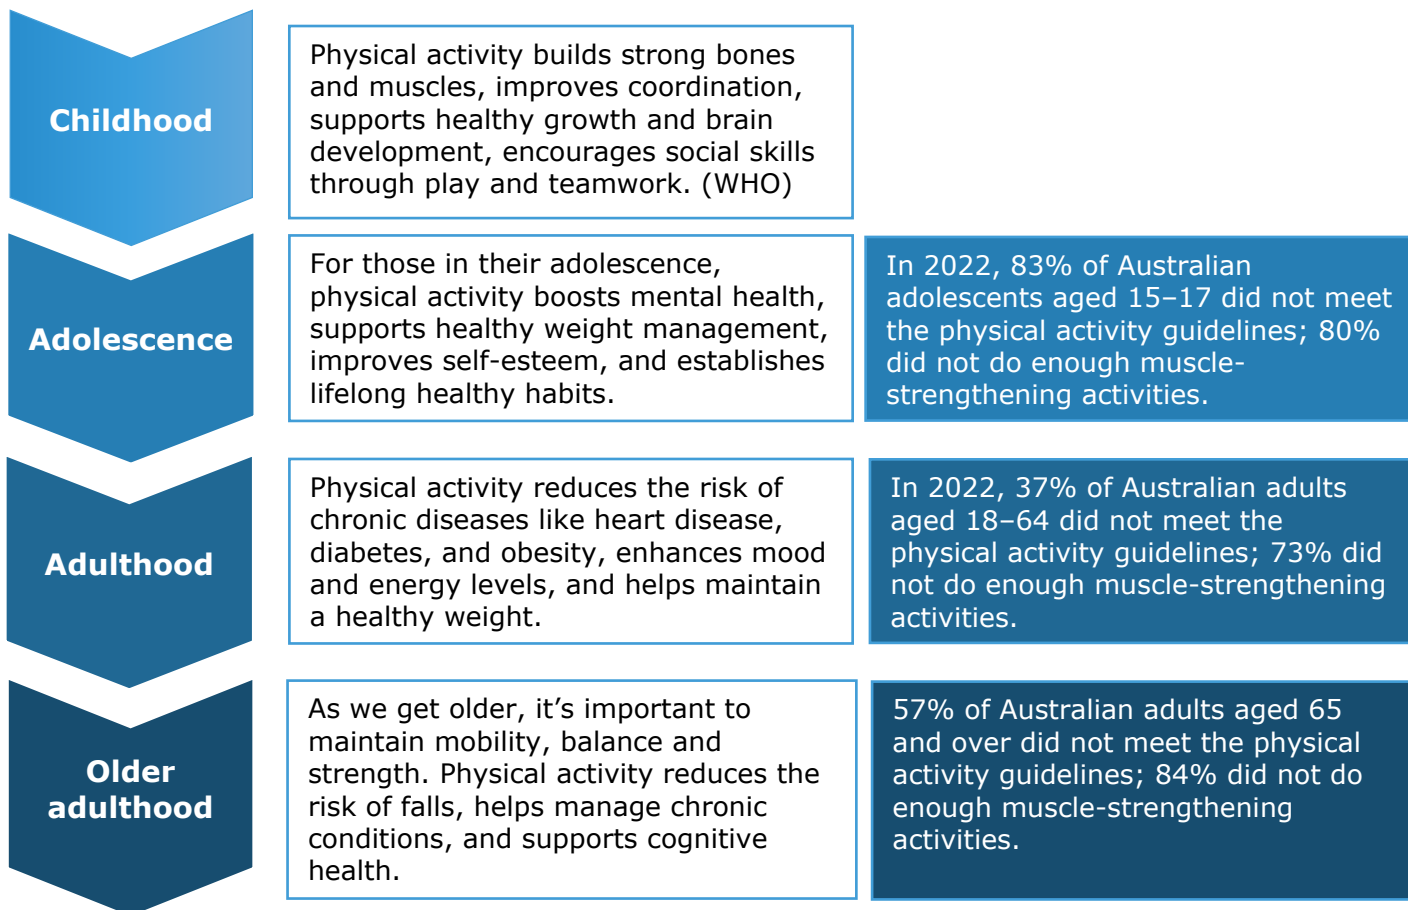 Childhood
Physical activity builds strong bones
and muscles, improves coordination,
supports healthy growth and brain
development, encourages social skills
through play and teamwork. (WHO)
Adolescence
For those in their adolescence,
physical activity boosts mental health,
supports healthy weight management,
improves self-esteem, and establishes
lifelong healthy habits.
In 2022, 83% of Australian
adolescents aged 15–17 did not meet
the physical activity guidelines; 80%
did not do enough muscle-
strengthening activities.
Adulthood
Physical activity reduces the risk of
chronic diseases like heart disease,
diabetes, and obesity, enhances mood
and energy levels, and helps maintain
a healthy weight.
In 2022, 37% of Australian adults
aged 18–64 did not meet the
physical activity guidelines; 73% did
not do enough muscle-strengthening
activities.
Older
adulthood
As we get older, it’s important to
maintain mobility, balance and
strength. Physical activity reduces the
risk of falls, helps manage chronic
conditions, and supports cognitive
health.
57% of Australian adults aged 65
and over did not meet the physical
activity guidelines; 84% did not do
enough muscle-strengthening
activities.